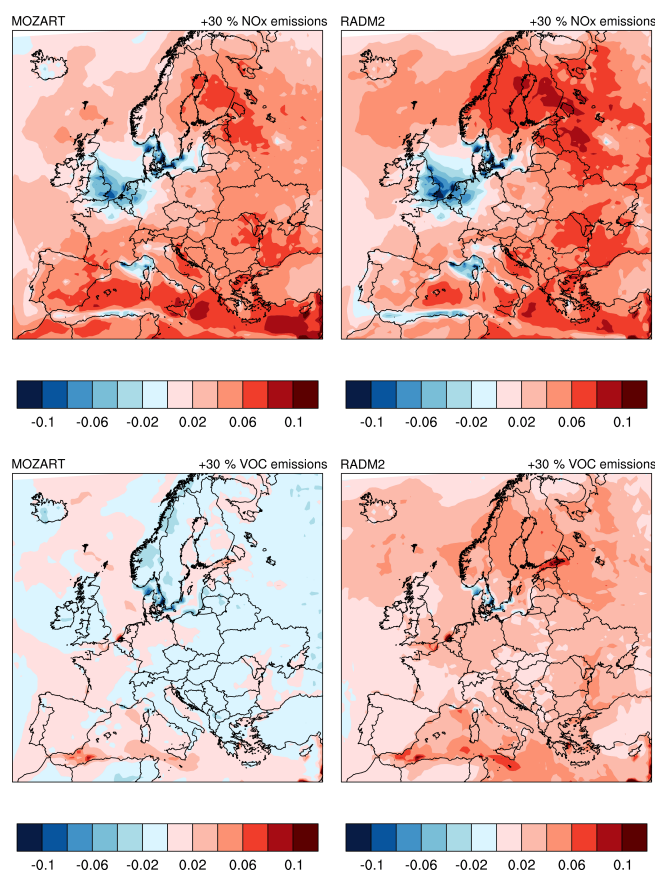 MOZART +30 % NOx emissions RADM2 +30 % NOx emissions
-0.1 -0.06 -0.02 0.02 0.06 0.1 -0.1 -0.06 -0.02 0.02 0.06 0.1
MOZART +30 % VOC emissions RADM2 +30 % VOC emissions
-0.1 -0.06 -0.02 0.02 0.06 0.1 -0.1 -0.06 -0.02 0.02 0.06 0.1